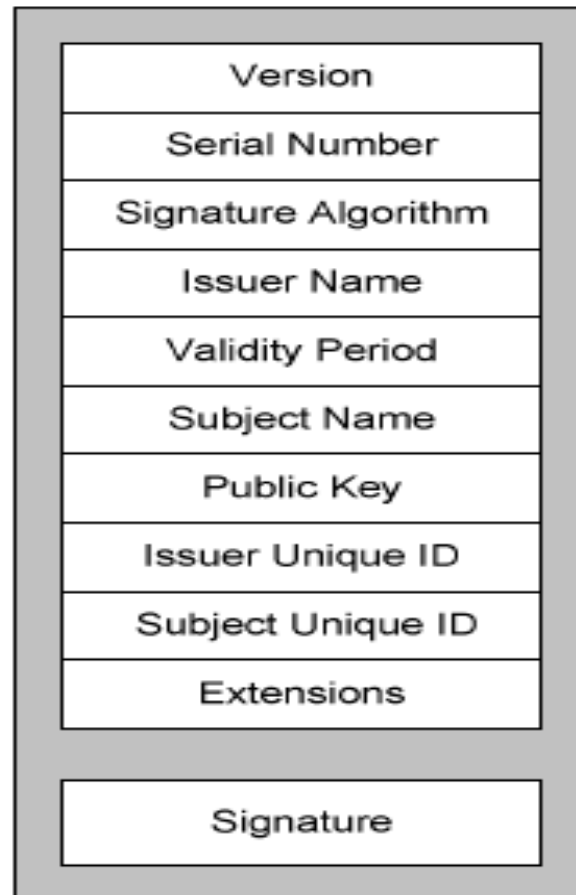 Version
Serial Number
Signature Algorithm
Issuer Name
Validity Period
Subject Name
Public Key
Issuer Unique ID
Subject Unique ID
Extensions
Signature